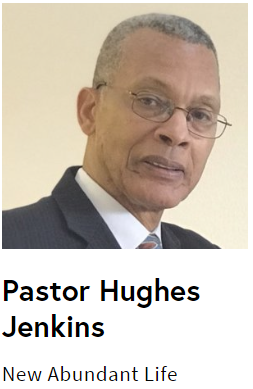 Pastor Hughes
Jenkins
New Abundant Life